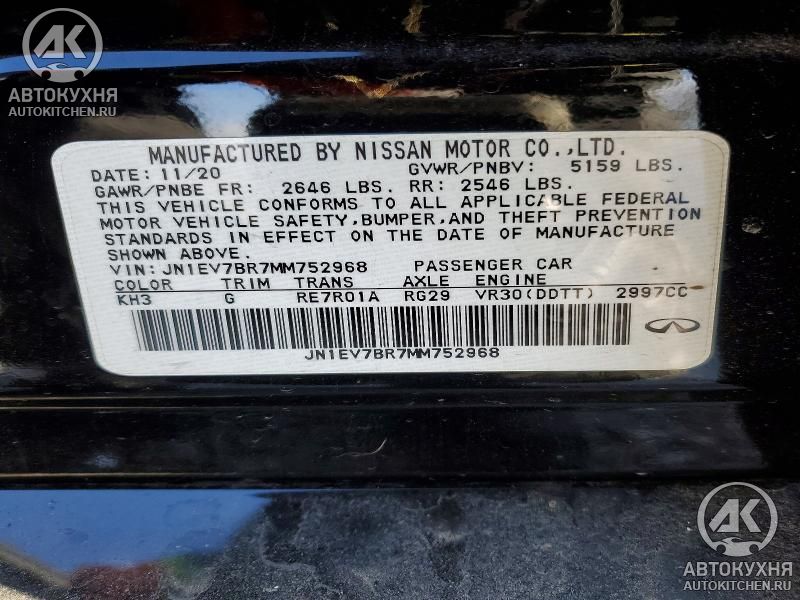 AK
АВТОКУХНЯ
AUTOKITCHEN.RU
MANUFACTURED BY NISSAN MOTOR CO.,LTD.
DATE: 11/20 GVWR/PNBV: 5159 LBS.
GAWR/PNBE FR: 2646 LBS. RR: 2546 LBS.
THIS VEHICLE CONFORMS TO ALL APPLICABLE FEDERAL
MOTOR VEHICLE SAFETY,BUMPER,AND THEFT PREVENTION
STANDARDS IN EFFECT ON THE DATE OF MANUFACTURE
SHOWN ABOVE.
VIN: JN1EV7BR7MM752968 PASSENGER CAR
COLOR TRIM TRANS AXLE ENGINE
KH3 G RE7R01A RG29 VR30(DDTT) 2997CC
JN1EV7BR7MM752968
AK
АВТОКУХНЯ
AUTOKITCHEN.RU